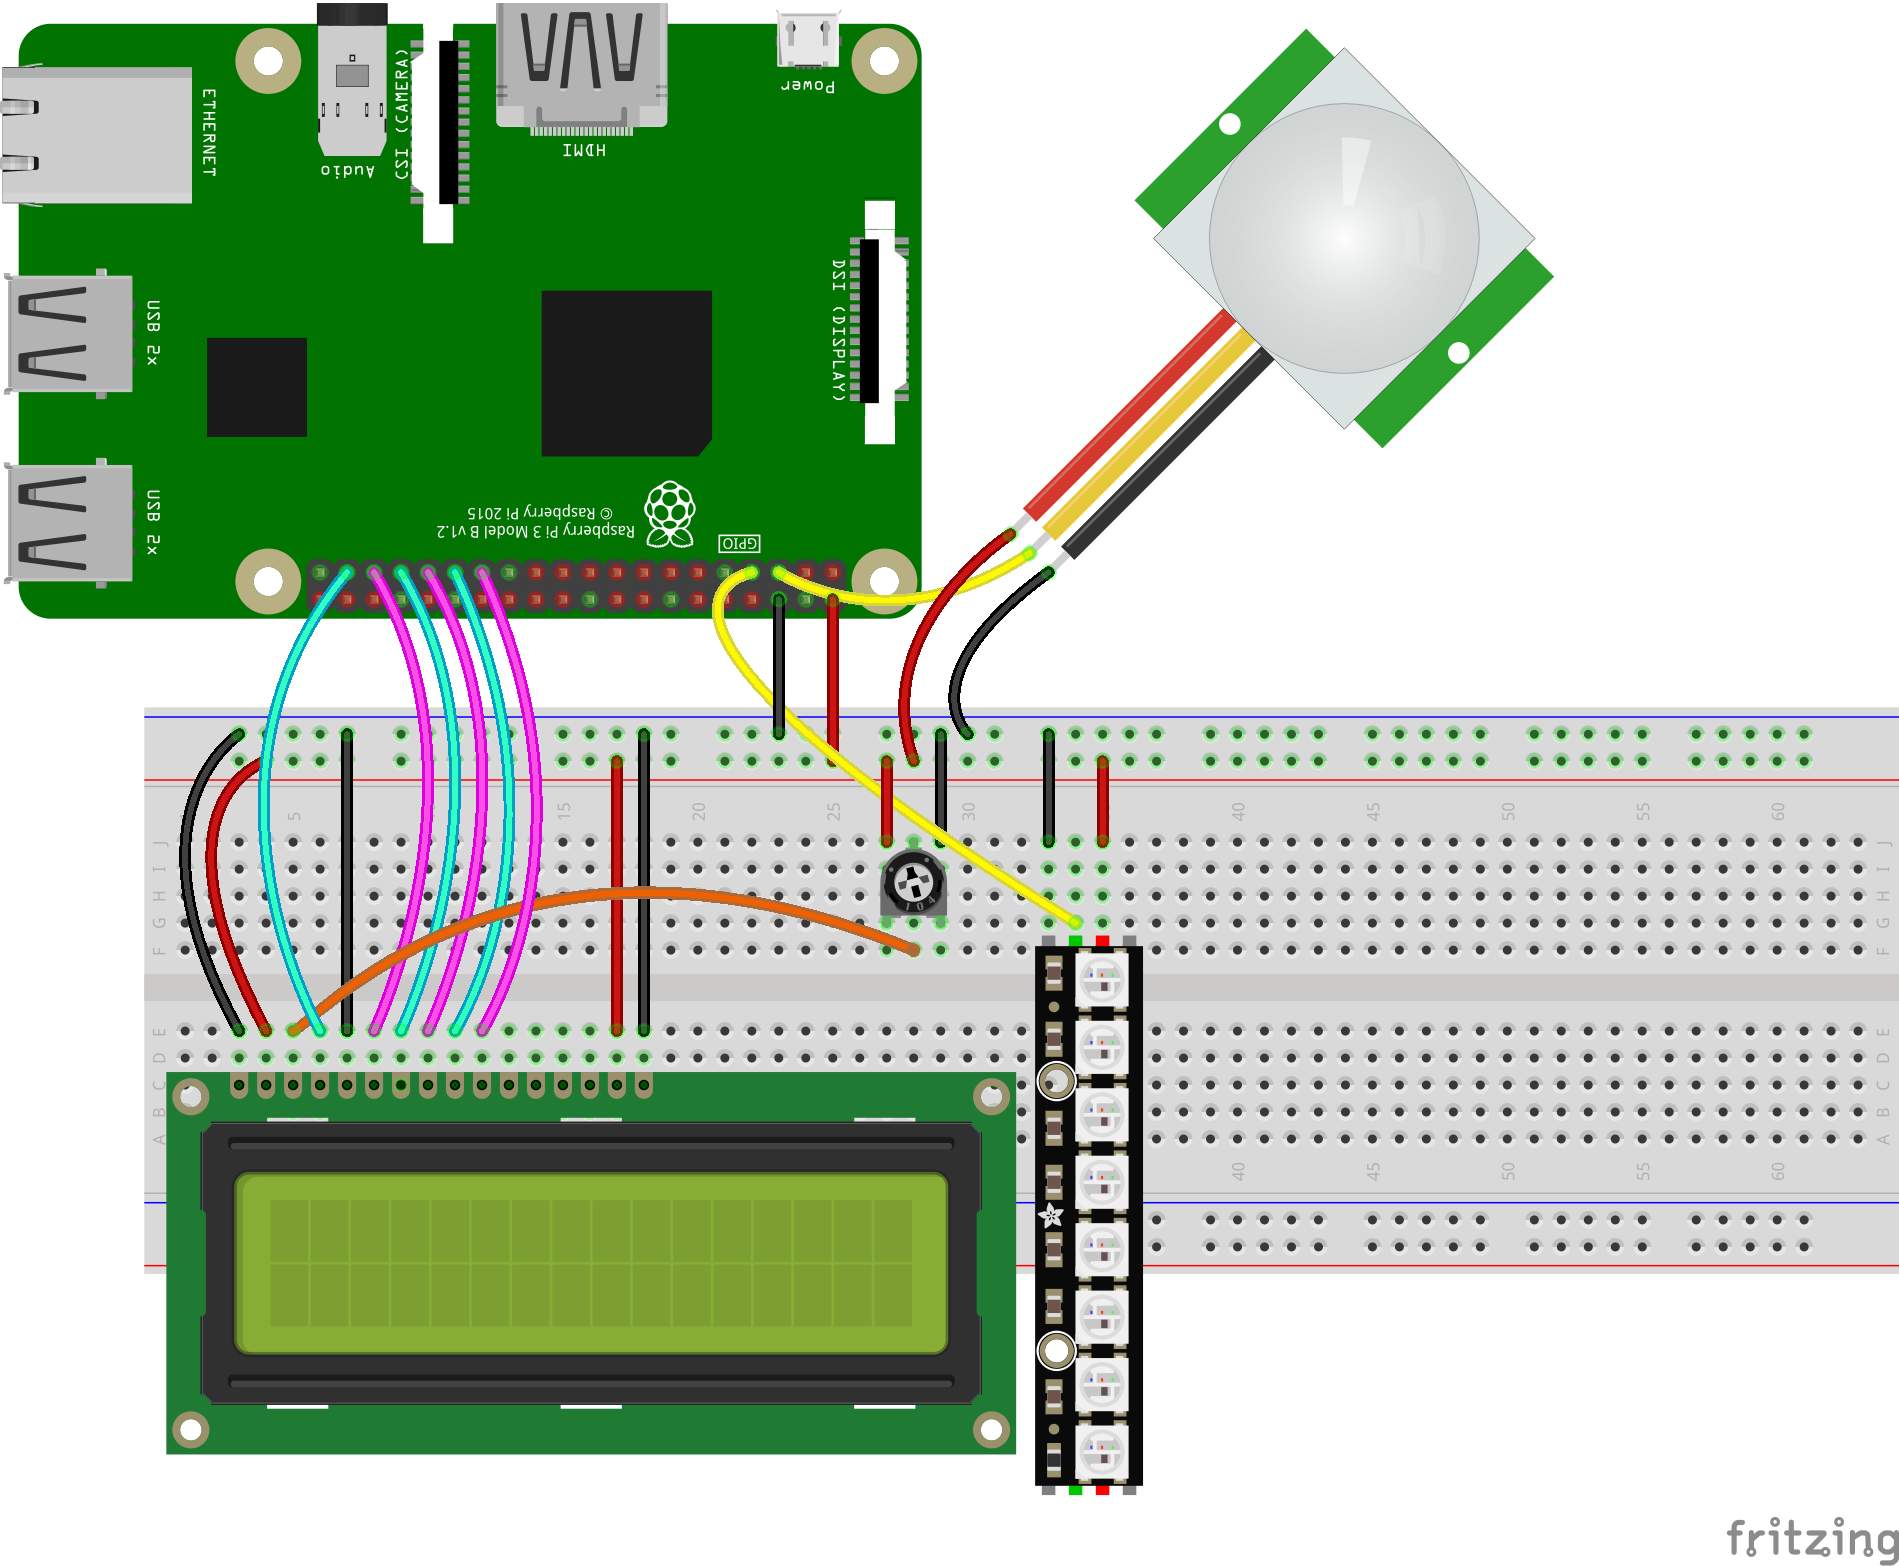 ETHERNET
Audio
CSI (CAMERA)
HDMI
Power
USB 2x
DSI (DISPLAY)
USB 2x
Raspberry Pi 3 Model B v1.2
© Raspberry Pi 2015
GPIO
5
15
20
25
30
40
45
50
55
60
J
J
I
I
H
H
G
G
F
F
104
E
E
D
D
C
C
B
B
A
A
40
45
50
55
60
fritzing